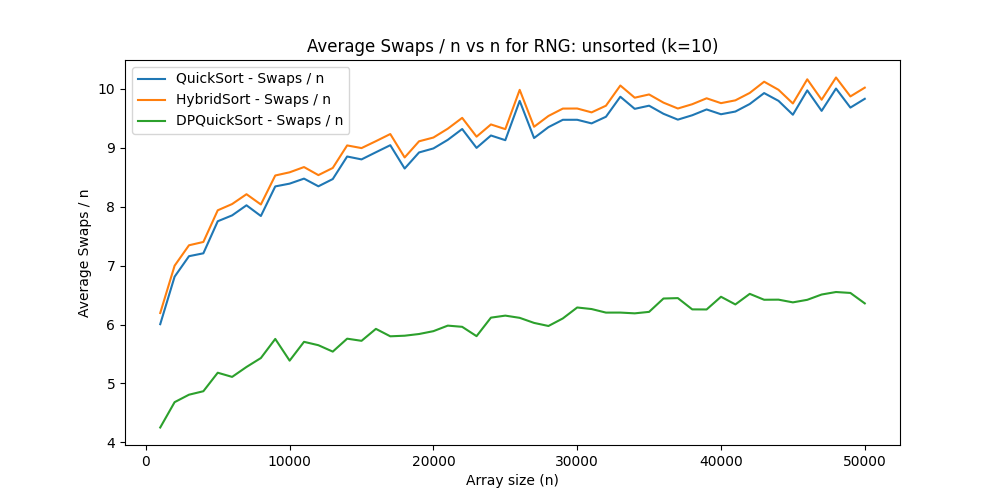 Average Swaps / n vs n for RNG: unsorted (k=10)
QuickSort - Swaps / n
HybridSort - Swaps / n
DPQuickSort - Swaps / n
Average Swaps / n
10
9
8
7
6
5
4
0
10000
20000
30000
40000
50000
Array size (n)